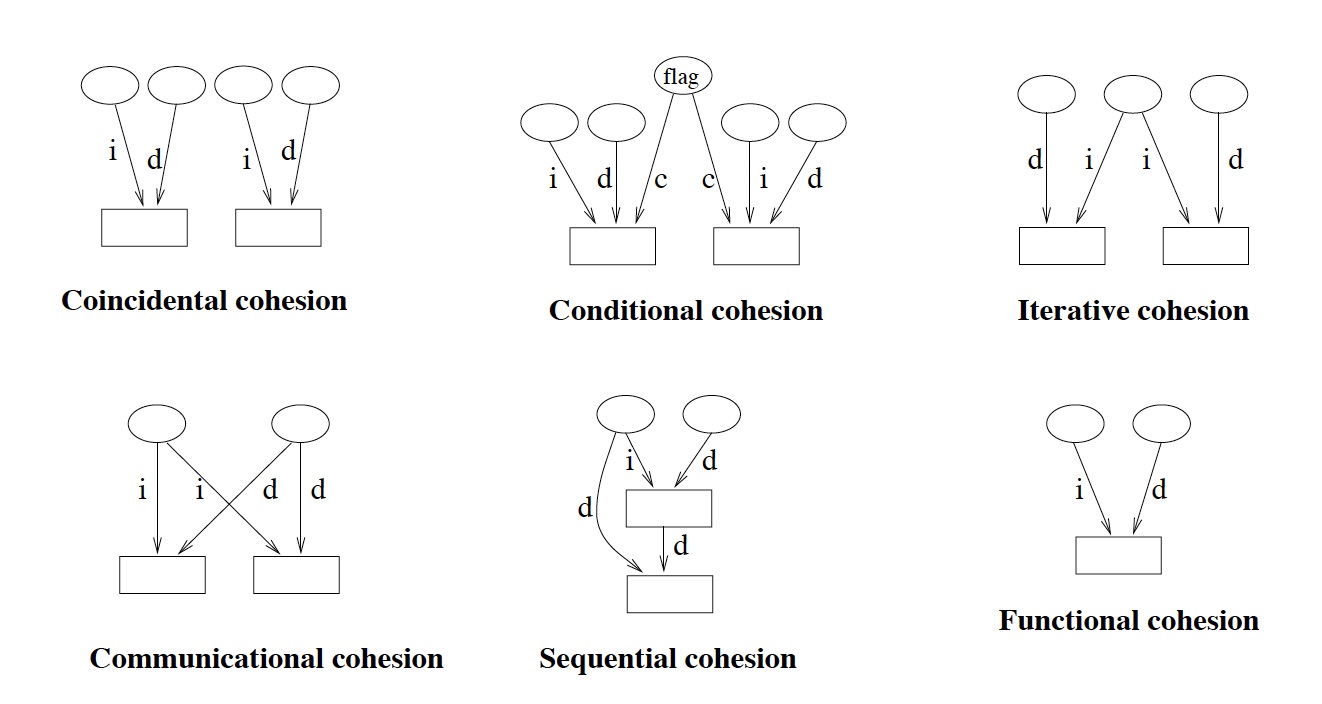 flag
i d i d
i d c c i d
d i i d
Coincidental cohesion
Conditional cohesion
Iterative cohesion
i i d d
i d
d
d
i d
Communicational cohesion
Sequential cohesion
Functional cohesion